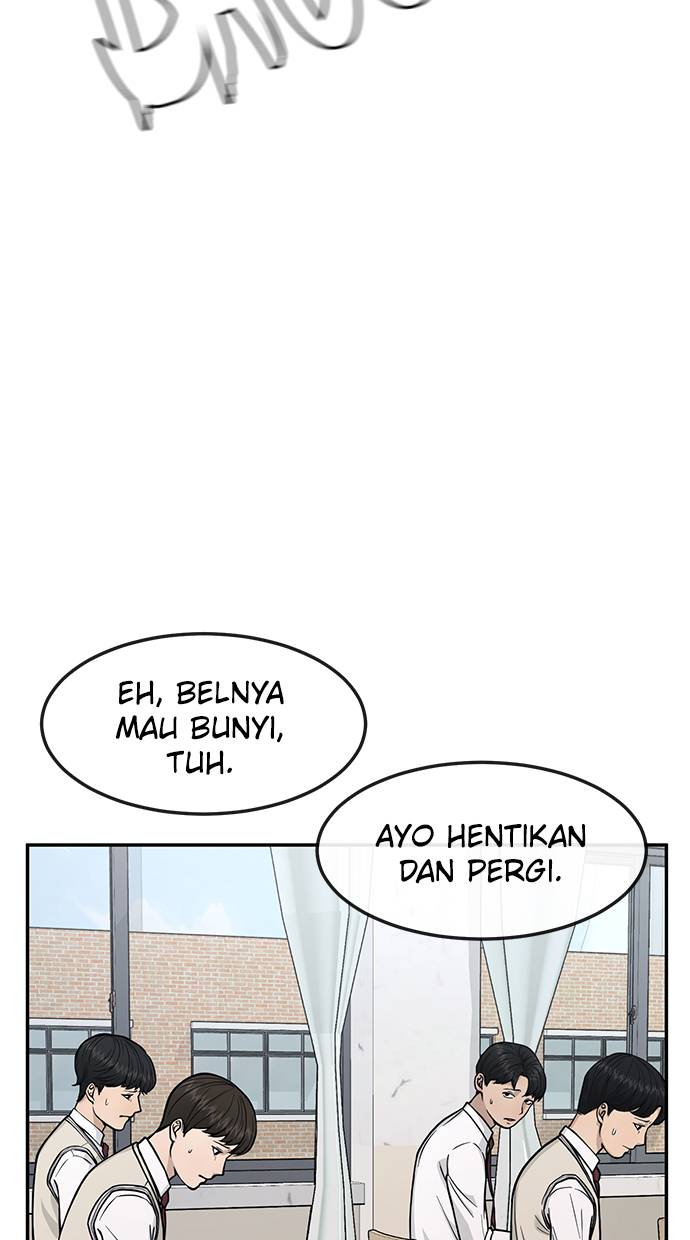 EH, BELNYA
MAU BUNYI,
TUH.
AYO HENTIKAN
DAN PERGI.